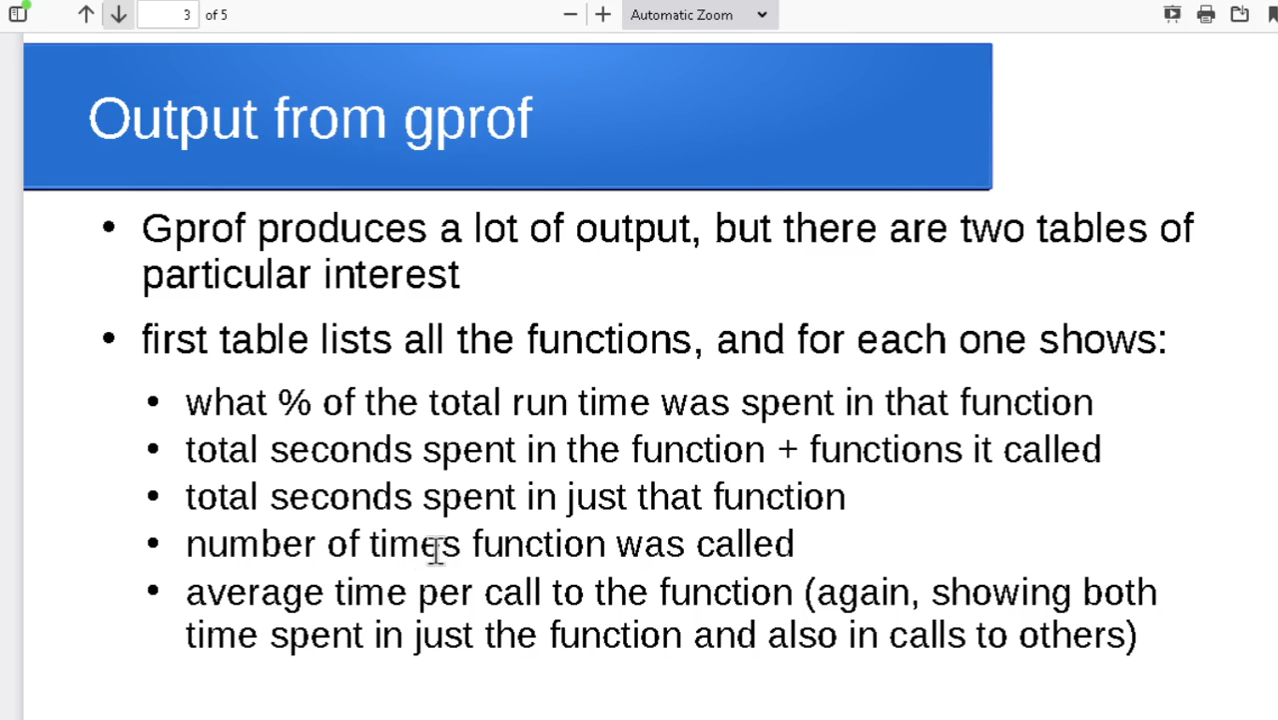 3 of 5
Automatic Zoom
Output from gprof
• Gprof produces a lot of output, but there are two tables of
particular interest
• first table lists all the functions, and for each one shows:
• what % of the total run time was spent in that function
• total seconds spent in the function + functions it called
• total seconds spent in just that function
• number of times function was called
• average time per call to the function (again, showing both
time spent in just the function and also in calls to others)